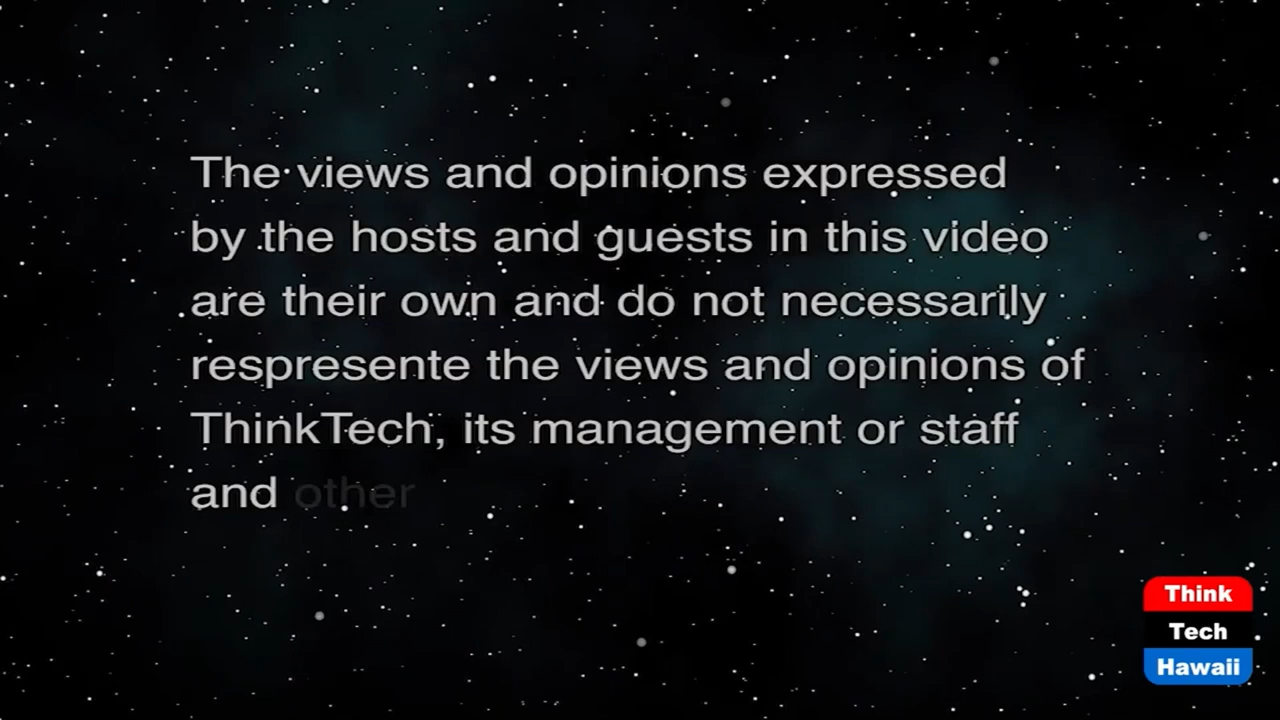 The views and opinions expressed
by the hosts and guests in this video
are their own and do not necessarily
respresente the views and opinions of
ThinkTech, its management or staff
and other
Think
Tech
Hawaii